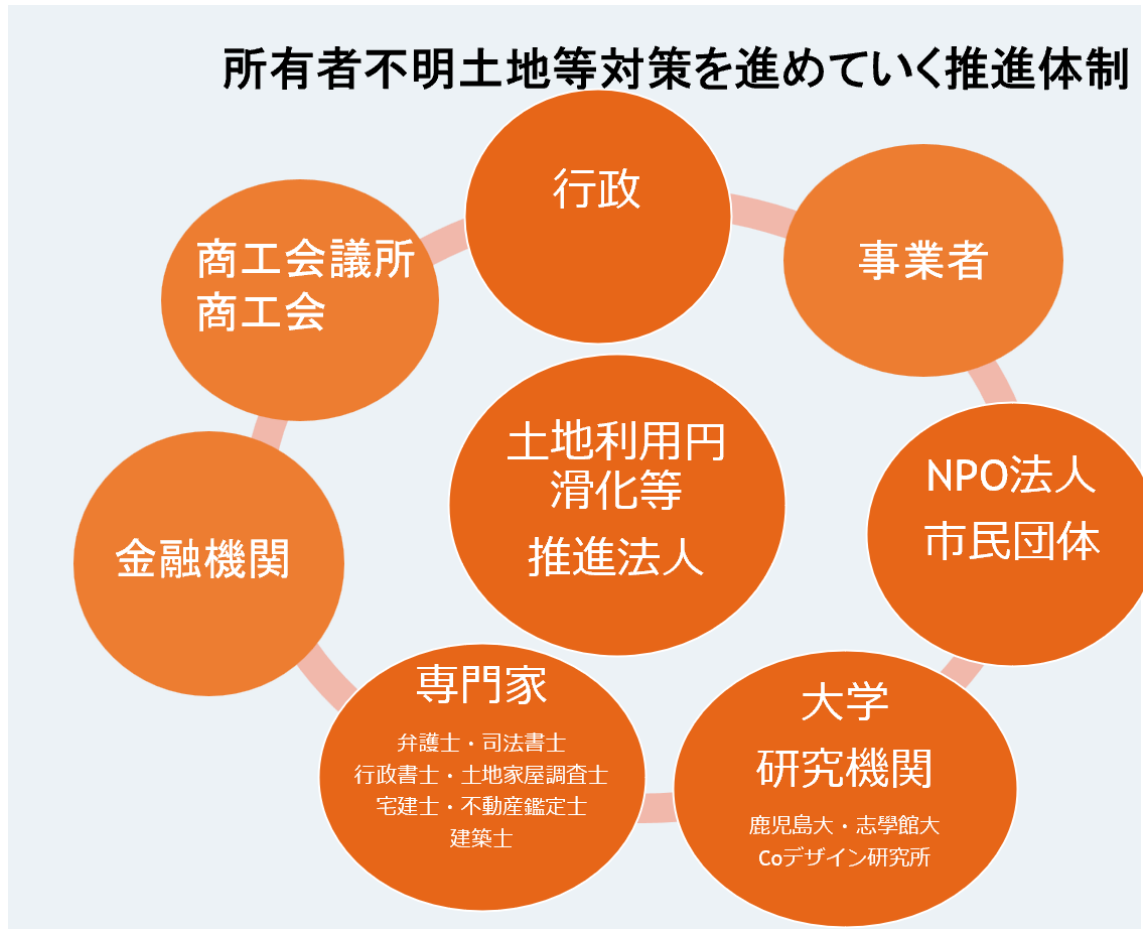 所有者不明土地等対策を進めていく推進体制
行政
事業者
商工会議所
商工会
土地利用円
滑化等
推進法人
NPO法人
市民団体
金融機関
専門家
弁護士・司法書士
行政書士・土地家屋調査士
宅建士・不動産鑑定士
建築士
大学
研究機関
鹿児島大・志學館大
Coデザイン研究所